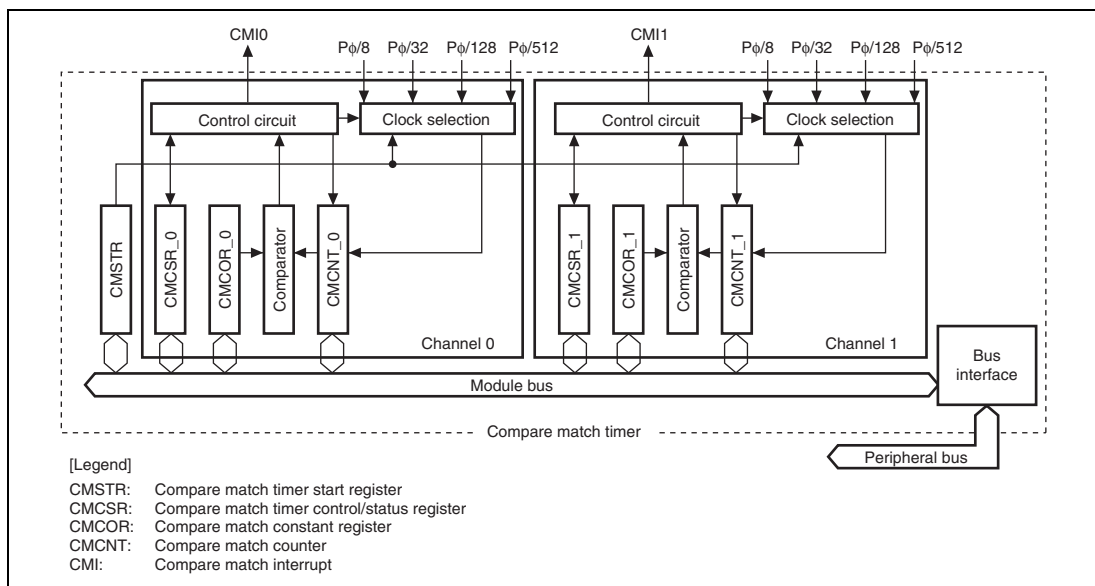 CMI0
Pϕ/8
Pϕ/32
Pϕ/128
Pϕ/512
CMI1
Pϕ/8
Pϕ/32
Pϕ/128
Pϕ/512
Control circuit
Clock selection
Control circuit
Clock selection
CMSTR
CMCSR_0
CMCOR_0
Comparator
CMCNT_0
CMCSR_1
CMCOR_1
Comparator
CMCNT_1
Channel 0
Channel 1
Module bus
Bus
interface
Compare match timer
Peripheral bus
[Legend]
CMSTR: Compare match timer start register
CMCSR: Compare match timer control/status register
CMCOR: Compare match constant register
CMCNT: Compare match counter
CMI: Compare match interrupt